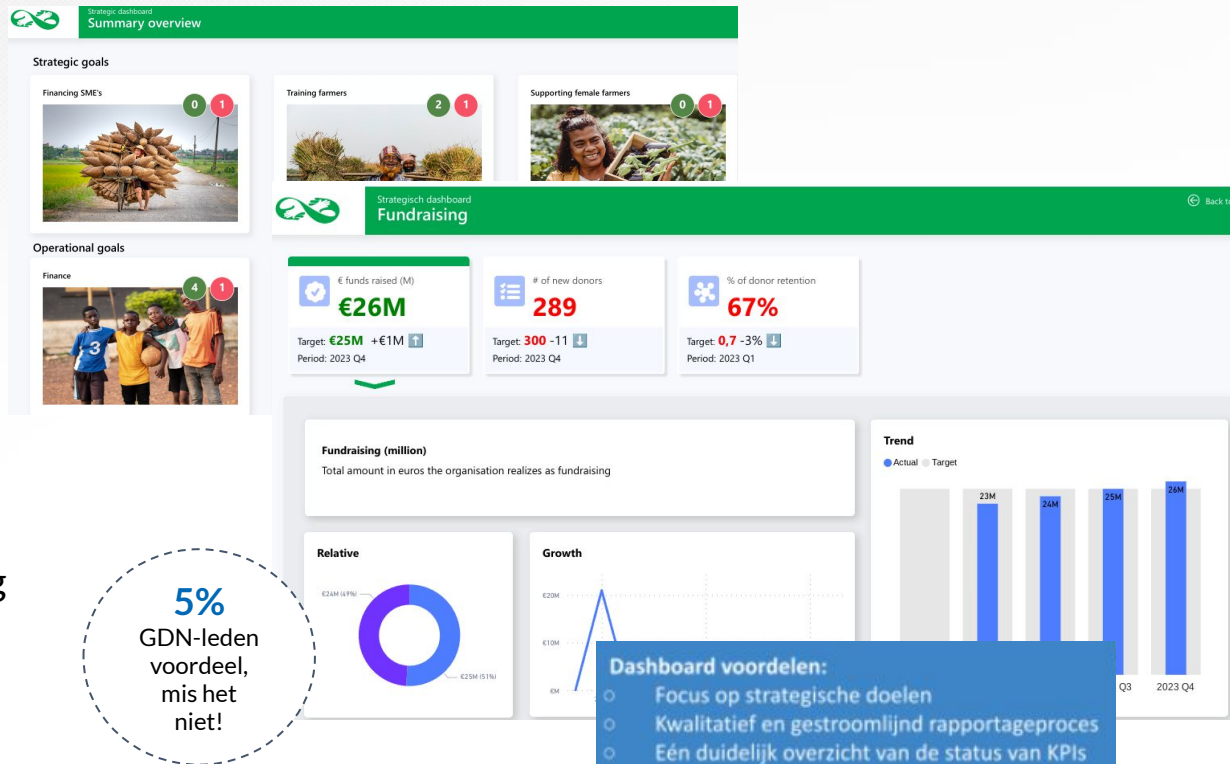 Strategic dashboard
Summary overview
Strategic goals
Financing SME's
0 1
Training farmers
2 1
Supporting female farmers
0 1
Operational goals
Finance
4 1
3
Strategisch dashboard
Fundraising
Back to
€ funds raised (M)
€26M
Target: €25M +€1M
Period: 2023 Q4
# of new donors
289
Target: 300 -11
Period: 2023 Q4
% of donor retention
67%
Target: 0,7 -3%
Period: 2023 Q1
Fundraising (million)
Total amount in euros the organisation realizes as fundraising
Trend
Actual Target
23M
24M
25M
26M
Q3 2023 Q4
Relative
€24M (49%)
€25M (51%)
Growth
€20M
€10M
€M
g
5%
GDN-leden
voordeel,
mis het
niet!
Dashboard voordelen:
Focus op strategische doelen
Kwalitatief en gestroomlijnd rapportageproces
Eén duidelijk overzicht van de status van KPIs